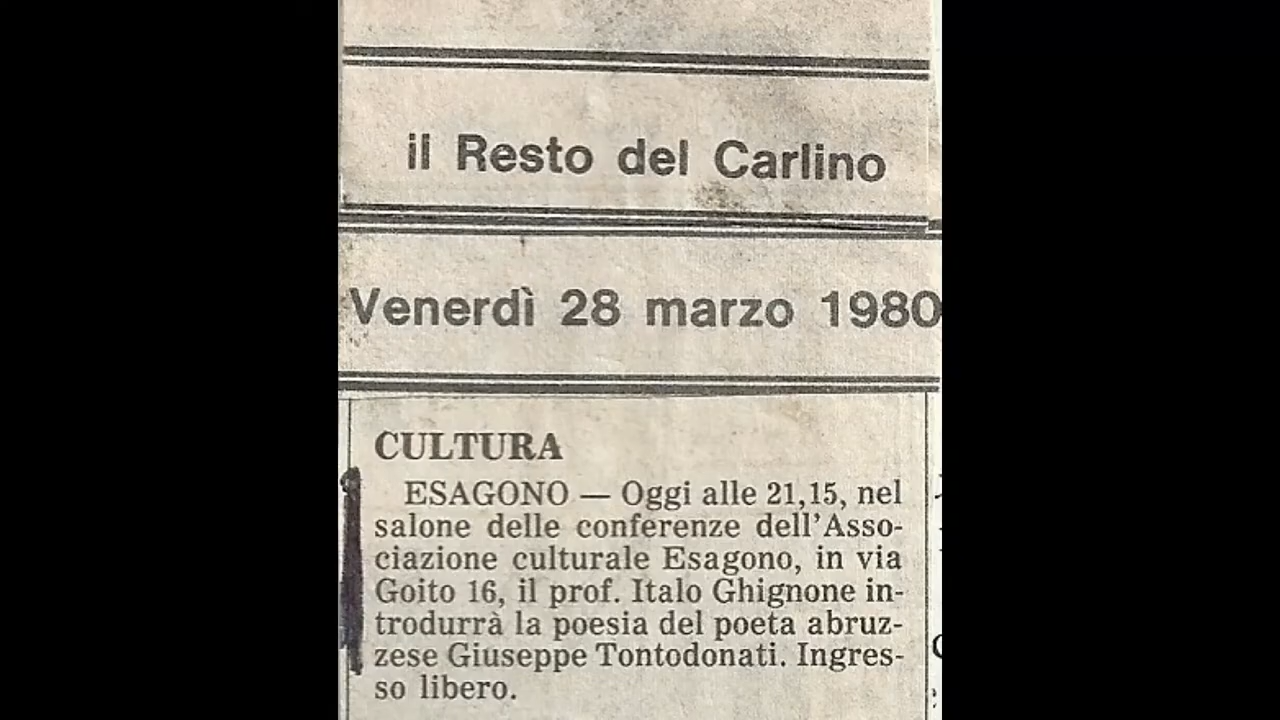 il Resto del Carlino
Venerdì 28 marzo 1980
CULTURA
ESAGONO — Oggi alle 21,15, nel
salone delle conferenze dell'Asso-
ciazione culturale Esagono, in via
Goito 16, il prof. Italo Ghignone in-
trodurrà la poesia del poeta abruz-
zese Giuseppe Tontodonati. Ingres-
so libero.